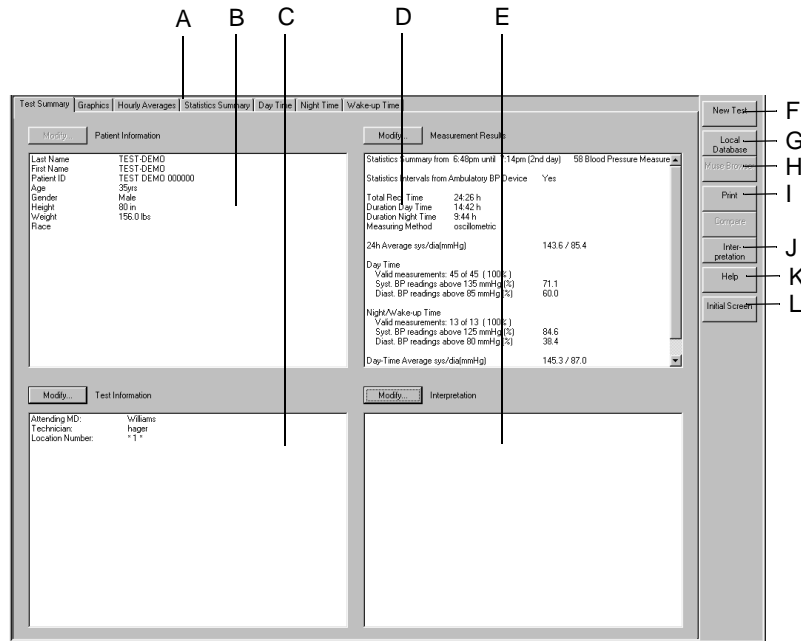 A B C D E
Test Summary Graphics Hourly Averages Statistics Summary Day Time Night Time Wake-up Time
Modify... Patient Information
Last Name TEST-DEMO
First Name TEST-DEMO
Patient ID TEST DEMO 000000
Age 35yrs
Gender Male
Height 80 in
Weight 156.0 lbs
Race
Modify... Measurement Results
Statistics Summary from 6:48pm until 7:14pm (2nd day) 58 Blood Pressure Measure
Statistics Intervals from Ambulatory BP Device Yes
Total Rec. Time 24:26 h
Duration Day Time 14:42 h
Duration Night Time 9:44 h
Measuring Method oscillometric
24h Average sys/dia(mmHg) 143.6 / 85.4
Day Time
Valid measurements: 45 of 45 ( 100% )
Syst. BP readings above 135 mmHg (%) 71.1
Diast. BP readings above 85 mmHg (%) 60.0
Night/Wake-up Time
Valid measurements: 13 of 13 ( 100% )
Syst. BP readings above 125 mmHg (%) 84.6
Diast. BP readings above 80 mmHg (%) 38.4
Day-Time Average sys/dia(mmHg) 145.3 / 87.0
Modify... Test Information
Attending MD: Williams
Technician: hager
Location Number: * 1 *
Modify... Interpretation
New Test F
Local G
Database
Muse Browse H
Print I
Compare
Inter- J
pretation
Help K
Initial Screen L